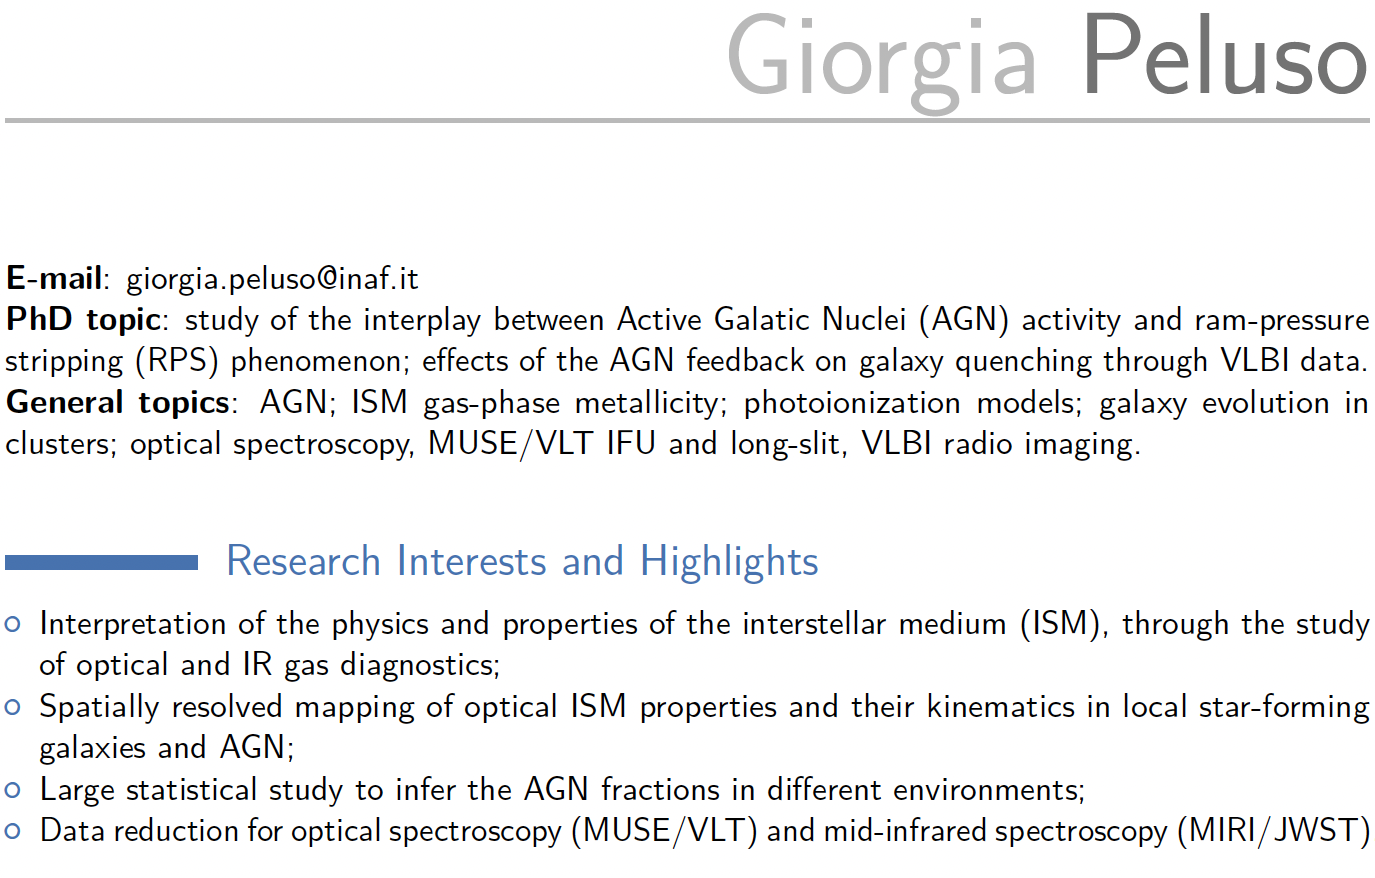 Giorgia Peluso
E-mail: giorgia.peluso@inaf.it
PhD topic: study of the interplay between Active Galatic Nuclei (AGN) activity and ram-pressure
stripping (RPS) phenomenon; effects of the AGN feedback on galaxy quenching through VLBI data.
General topics: AGN; ISM gas-phase metallicity; photoionization models; galaxy evolution in
clusters; optical spectroscopy, MUSE/VLT IFU and long-slit, VLBI radio imaging.
Research Interests and Highlights
Interpretation of the physics and properties of the interstellar medium (ISM), through the study
of optical and IR gas diagnostics;
Spatially resolved mapping of optical ISM properties and their kinematics in local star-forming
galaxies and AGN;
Large statistical study to infer the AGN fractions in different environments;
Data reduction for optical spectroscopy (MUSE/VLT) and mid-infrared spectroscopy (MIRI/JWST)